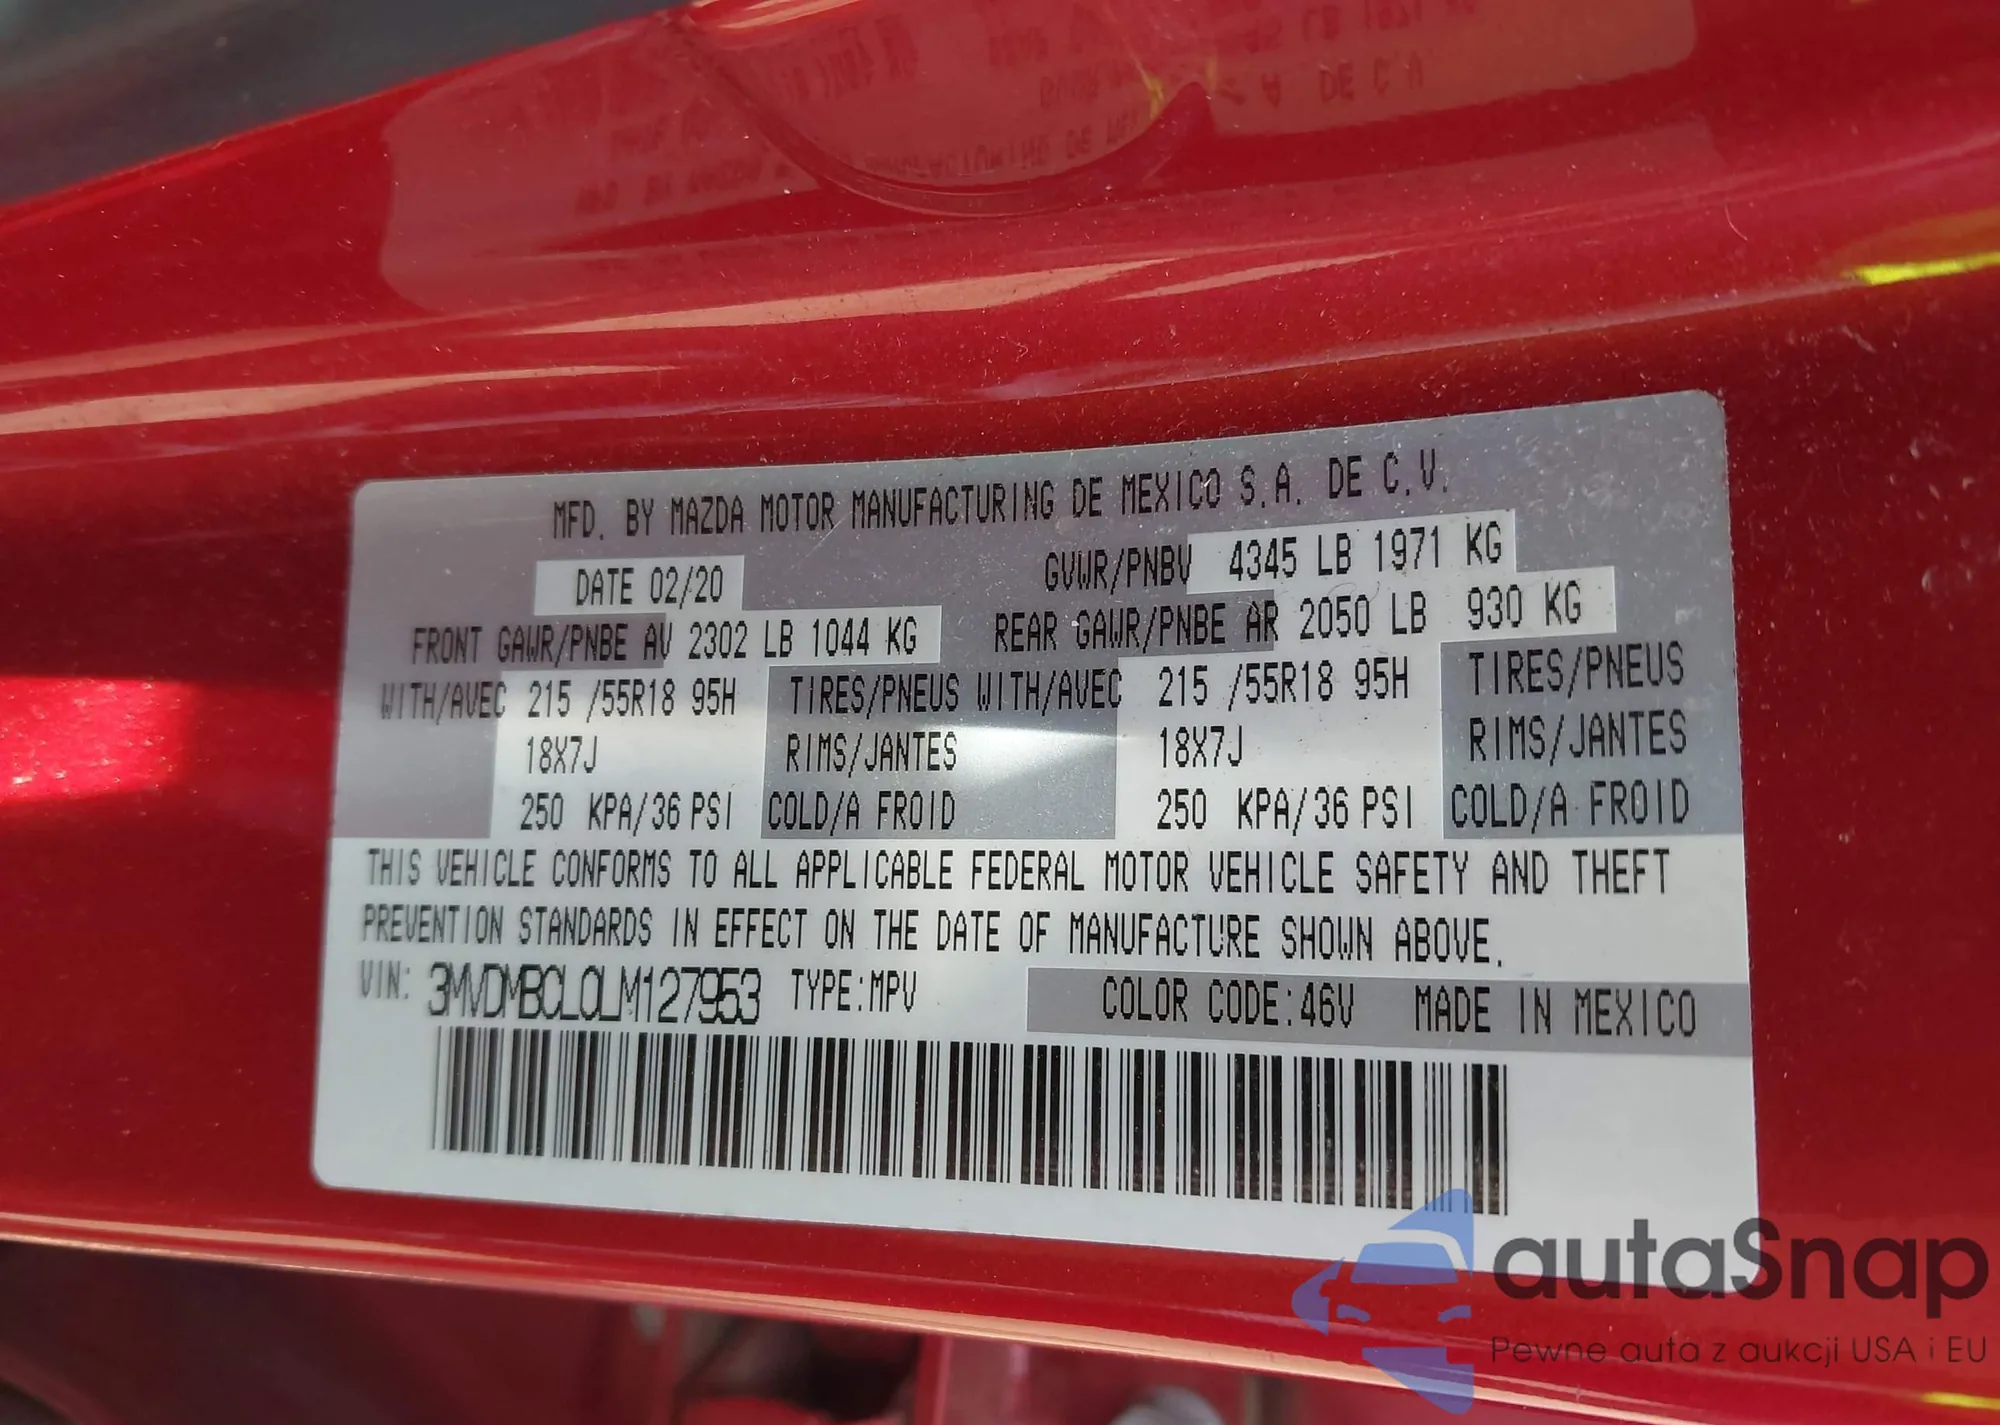 MFD. BY MAZDA MOTOR MANUFACTURING DE MEXICO S.A. DE C.V.
DATE 02/20 GVWR/PNBV 4345 LB 1971 KG
FRONT GAWR/PNBE AV 2302 LB 1044 KG REAR GAWR/PNBE AR 2050 LB 930 KG
WITH/AVEC 215 /55R18 95H TIRES/PNEUS WITH/AVEC 215 /55R18 95H TIRES/PNEUS
18X7J RIMS/JANTES 18X7J RIMS/JANTES
250 KPA/36 PSI COLD/A FROID 250 KPA/36 PSI COLD/A FROID
THIS VEHICLE CONFORMS TO ALL APPLICABLE FEDERAL MOTOR VEHICLE SAFETY AND THEFT
PREVENTION STANDARDS IN EFFECT ON THE DATE OF MANUFACTURE SHOWN ABOVE.
VIN: 3MVDMBCL0LM127953 TYPE:MPV COLOR CODE:46V MADE IN MEXICO
autaSnap
Pewne auta z aukcji USA i EU